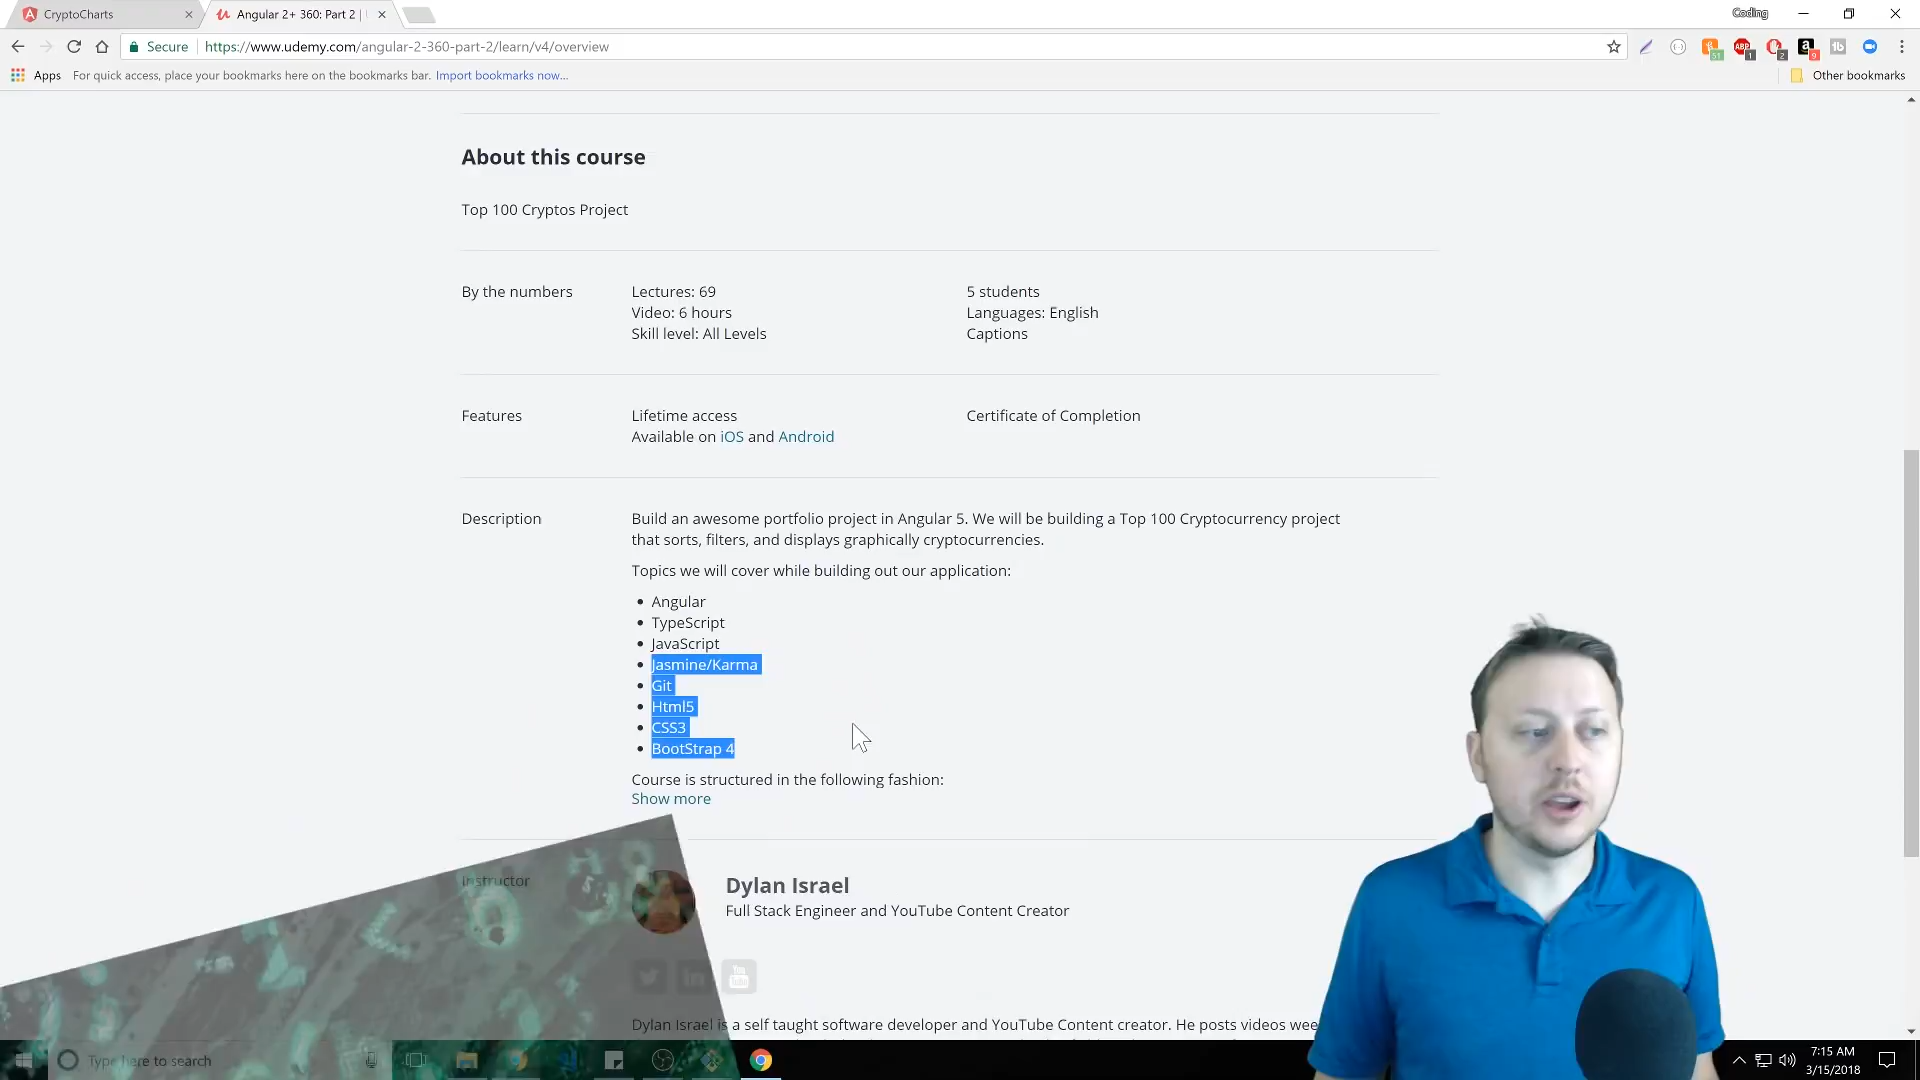 CryptoCharts
Angular 2+ 360: Part 2 |
Coding
Secure
https://www.udemy.com/angular-2-360-part-2/learn/v4/overview
51
ABP
1
2
a
9
tb
Apps
For quick access, place your bookmarks here on the bookmarks bar. Import bookmarks now...
Other bookmarks
About this course
Top 100 Cryptos Project
By the numbers
Lectures: 69
Video: 6 hours
Skill level: All Levels
5 students
Languages: English
Captions
Features
Lifetime access
Available on iOS and Android
Certificate of Completion
Description
Build an awesome portfolio project in Angular 5. We will be building a Top 100 Cryptocurrency project
that sorts, filters, and displays graphically cryptocurrencies.
Topics we will cover while building out our application:
• Angular
• TypeScript
• JavaScript
• Jasmine/Karma
• Git
• Html5
• CSS3
• BootStrap 4
Course is structured in the following fashion:
Show more
Instructor
Dylan Israel
Full Stack Engineer and YouTube Content Creator
You Tube
Dylan Israel is a self taught software developer and YouTube Content creator. He posts videos wee
Type here to search
7:15 AM
3/15/2018